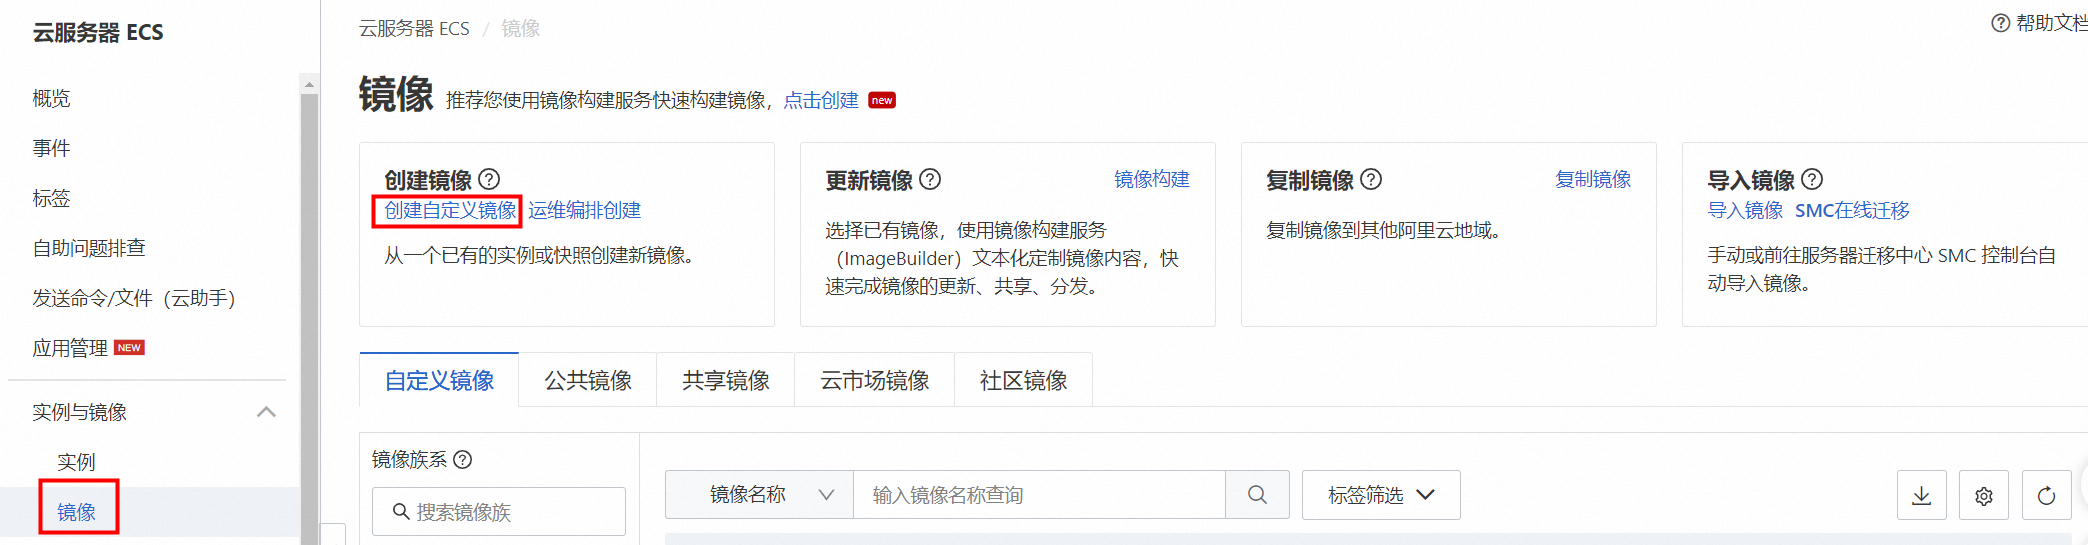 云服务器 ECS
概览
事件
标签
自助问题排查
发送命令/文件（云助手）
应用管理 NEW
实例与镜像
实例
镜像
云服务器 ECS / 镜像
帮助文档
镜像 推荐您使用镜像构建服务快速构建镜像，点击创建 new
创建镜像
创建自定义镜像 运维编排创建
从一个已有的实例或快照创建新镜像。
更新镜像 镜像构建
选择已有镜像，使用镜像构建服务
（ImageBuilder）文本化定制镜像内容，快
速完成镜像的更新、共享、分发。
复制镜像 复制镜像
复制镜像到其他阿里云地域。
导入镜像
导入镜像 SMC在线迁移
手动或前往服务器迁移中心 SMC 控制台自
动导入镜像。
自定义镜像 公共镜像 共享镜像 云市场镜像 社区镜像
镜像族系
搜索镜像族
镜像名称 输入镜像名称查询 标签筛选